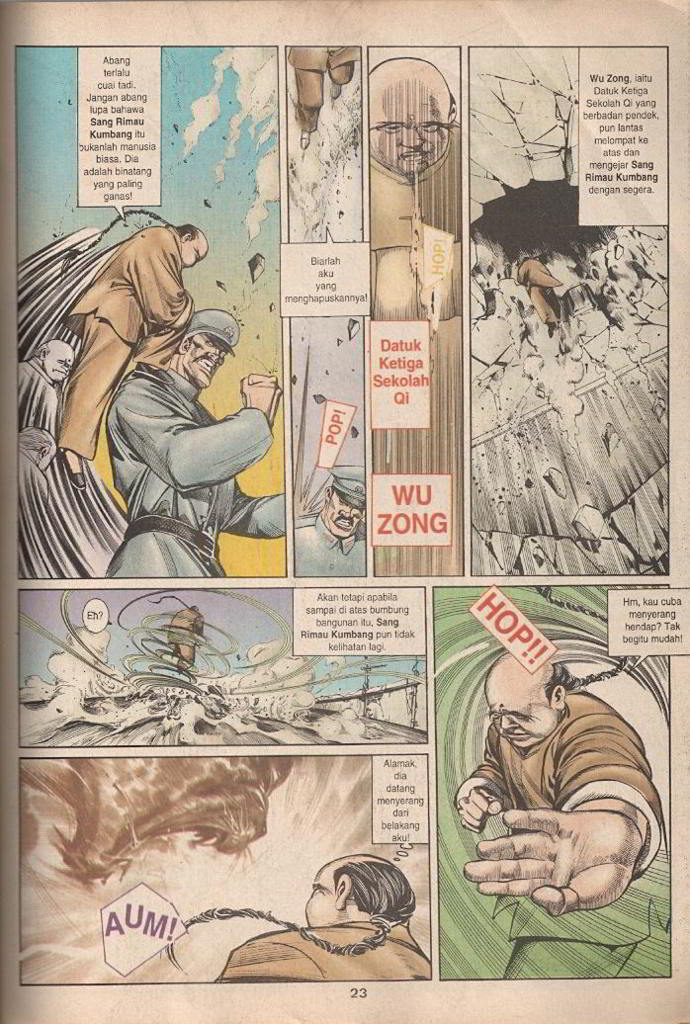 Abang
terlalu
cuai tadi.
Jangan abang
lupa bahawa
Sang Rimau
Kumbang itu
bukanlah manusia
biasa. Dia
adalah binatang
yang paling
ganas!
Biarlah
aku
yang
menghapuskannya!
POP!
HOP!
Datuk
Ketiga
Sekolah
Qi
WU
ZONG
Wu Zong, iaitu
Datuk Ketiga
Sekolah Qi yang
berbadan pendek,
pun lantas
melompat ke
atas dan
mengejar Sang
Rimau Kumbang
dengan segera.
Eh?
Akan tetapi apabila
sampai di atas bumbung
bangunan itu, Sang
Rimau Kumbang pun tidak
kelihatan lagi.
Alamak,
dia
datang
menyerang
dari
belakang
aku!
AUM!
HOP!!
Hm, kau cuba
menyerang
hendap? Tak
begitu mudah!
23